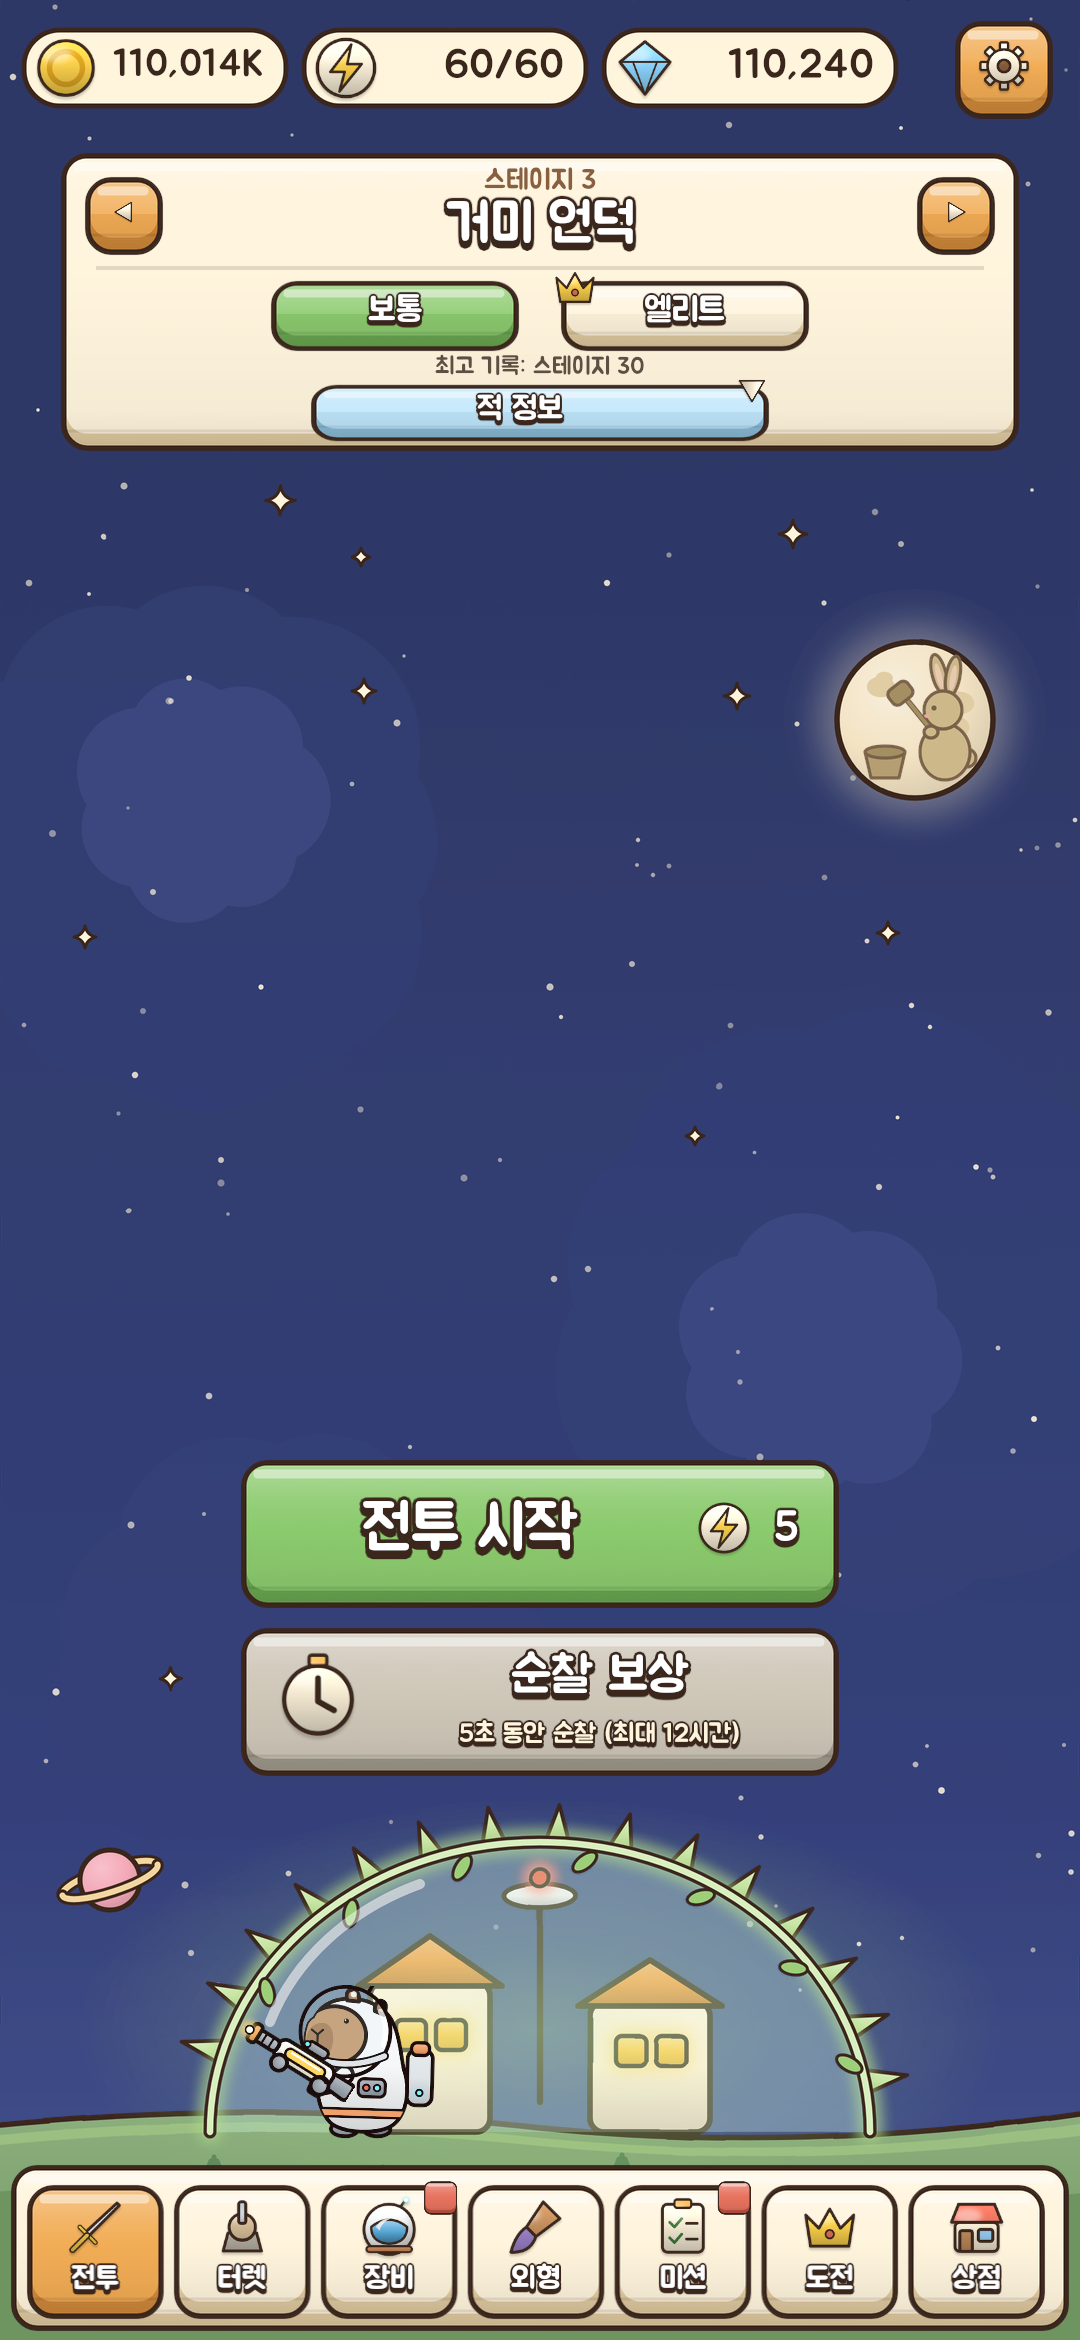 110,014K
60/60
110,240
스테이지 3
거미 언덕
보통
엘리트
최고 기록: 스테이지 30
적 정보
전투 시작
5
순찰 보상
5초 동안 순찰 (최대 12시간)
전투
터렛
장비
외형
미션
도전
상점